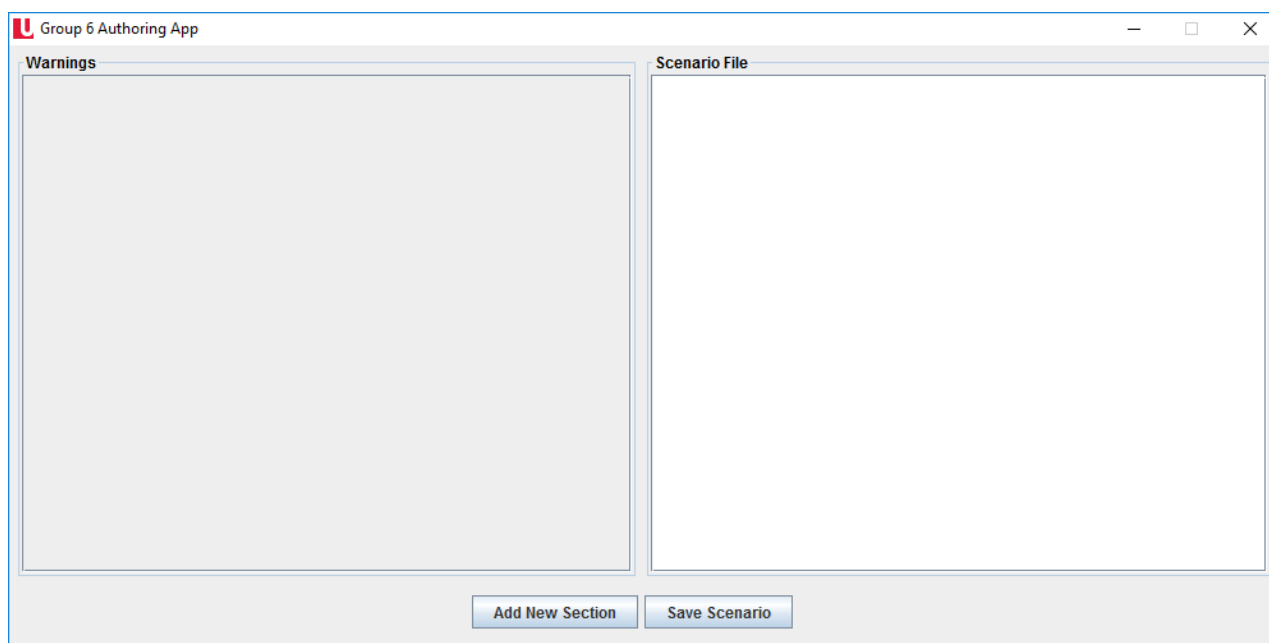 U Group 6 Authoring App
Warnings
Scenario File
Add New Section
Save Scenario